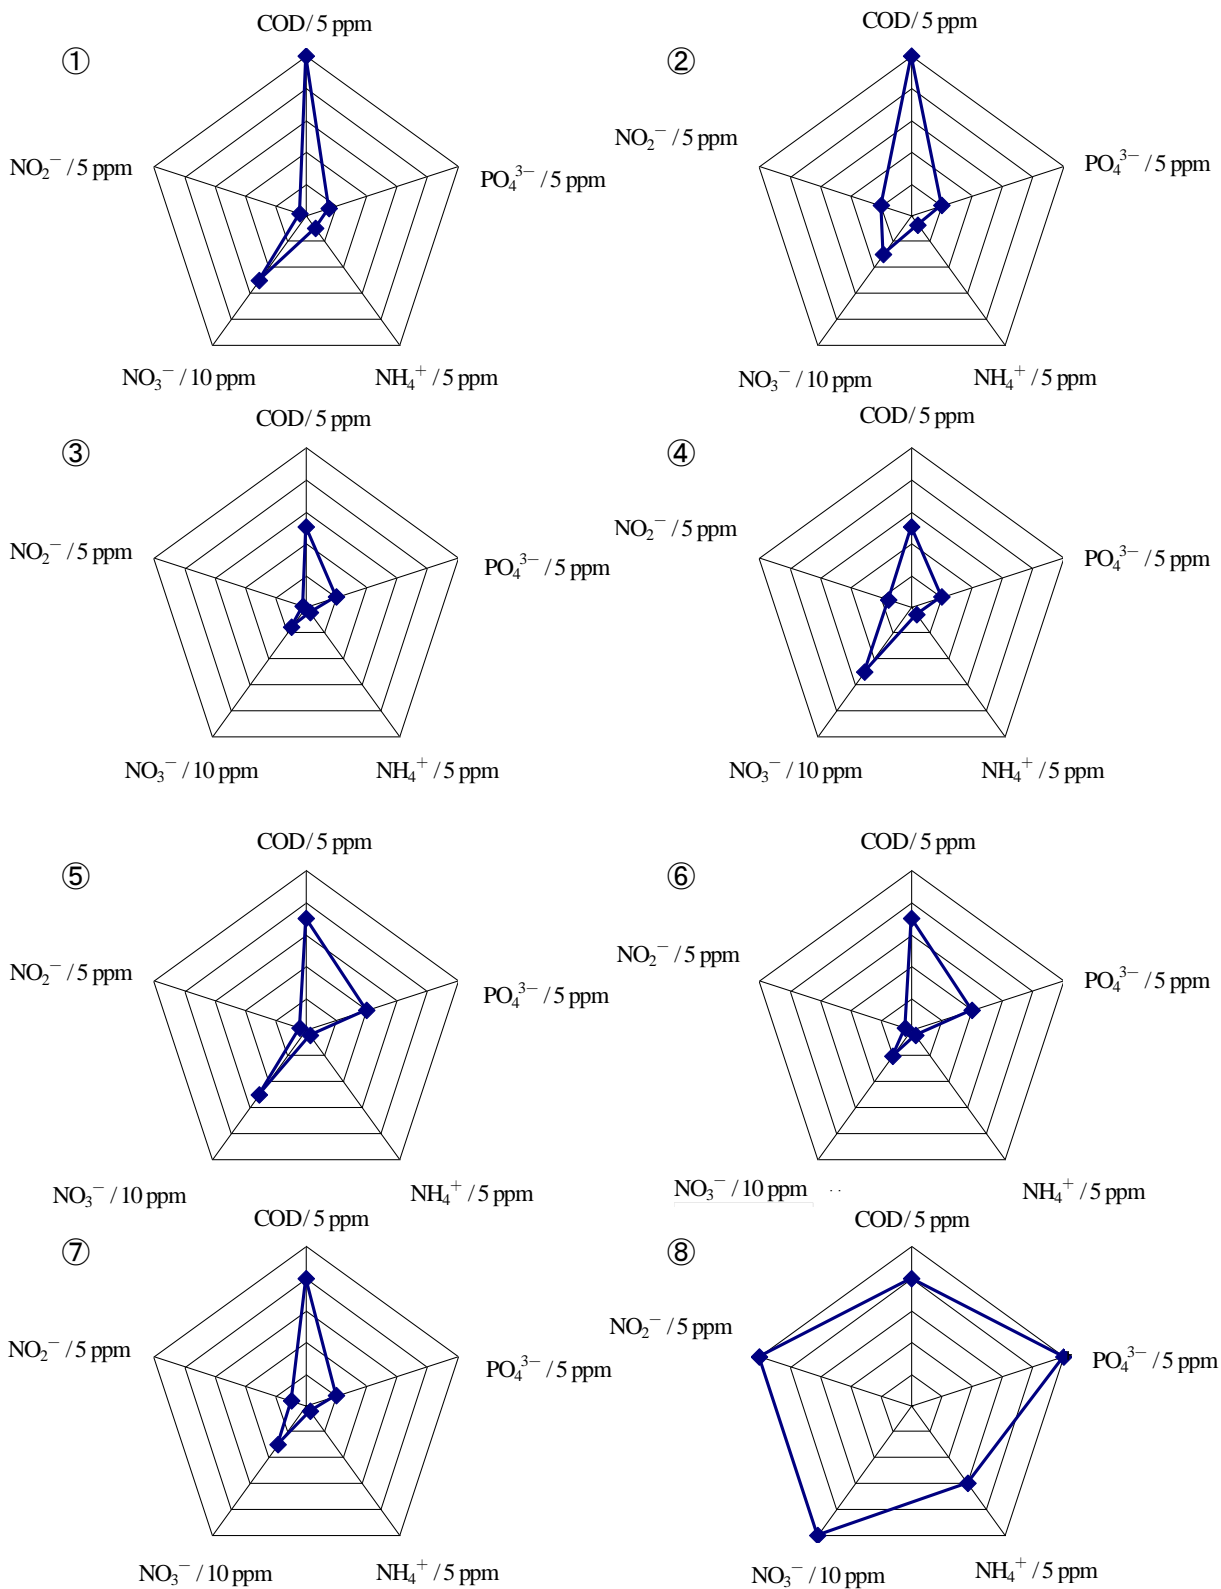 ① COD/ 5 ppm
NO₂⁻ / 5 ppm
PO₄³⁻ / 5 ppm
NO₃⁻ / 10 ppm
NH₄⁺ / 5 ppm
② COD/ 5 ppm
NO₂⁻ / 5 ppm
PO₄³⁻ / 5 ppm
NO₃⁻ / 10 ppm
NH₄⁺ / 5 ppm
③ COD/ 5 ppm
NO₂⁻ / 5 ppm
PO₄³⁻ / 5 ppm
NO₃⁻ / 10 ppm
NH₄⁺ / 5 ppm
④ COD/ 5 ppm
NO₂⁻ / 5 ppm
PO₄³⁻ / 5 ppm
NO₃⁻ / 10 ppm
NH₄⁺ / 5 ppm
⑤ COD/ 5 ppm
NO₂⁻ / 5 ppm
PO₄³⁻ / 5 ppm
NO₃⁻ / 10 ppm
NH₄⁺ / 5 ppm
⑥ COD/ 5 ppm
NO₂⁻ / 5 ppm
PO₄³⁻ / 5 ppm
NO₃⁻ / 10 ppm
NH₄⁺ / 5 ppm
⑦ COD/ 5 ppm
NO₂⁻ / 5 ppm
PO₄³⁻ / 5 ppm
NO₃⁻ / 10 ppm
NH₄⁺ / 5 ppm
⑧ COD/ 5 ppm
NO₂⁻ / 5 ppm
PO₄³⁻ / 5 ppm
NO₃⁻ / 10 ppm
NH₄⁺ / 5 ppm